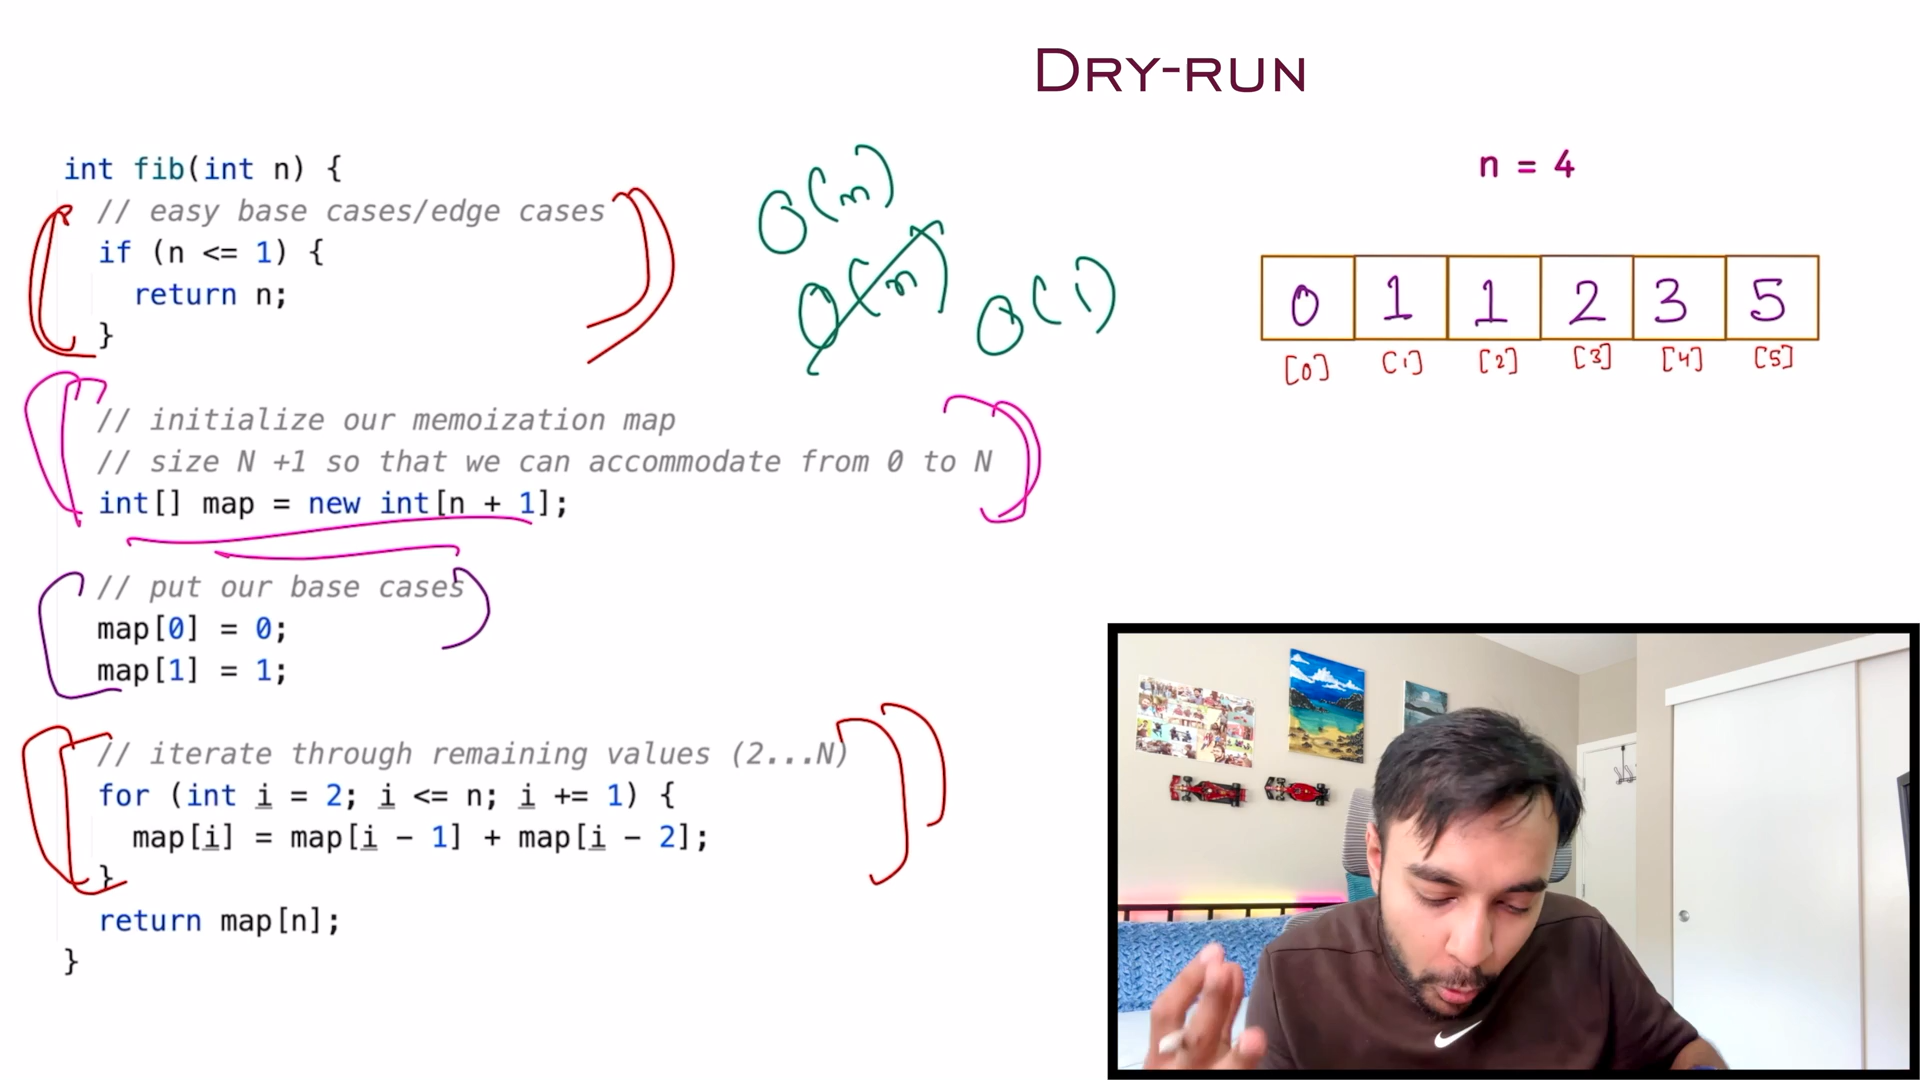 DRY-RUN
int fib(int n) {
// easy base cases/edge cases
if (n <= 1) {
return n;
}
// initialize our memoization map
// size N +1 so that we can accommodate from 0 to N
int[] map = new int[n + 1];
// put our base cases
map[0] = 0;
map[1] = 1;
// iterate through remaining values (2...N)
for (int i = 2; i <= n; i += 1) {
map[i] = map[i - 1] + map[i - 2];
}
return map[n];
}
O(n)
O(n)
O(1)
n = 4
0 1 1 2 3 5
[0] [1] [2] [3] [4] [5]